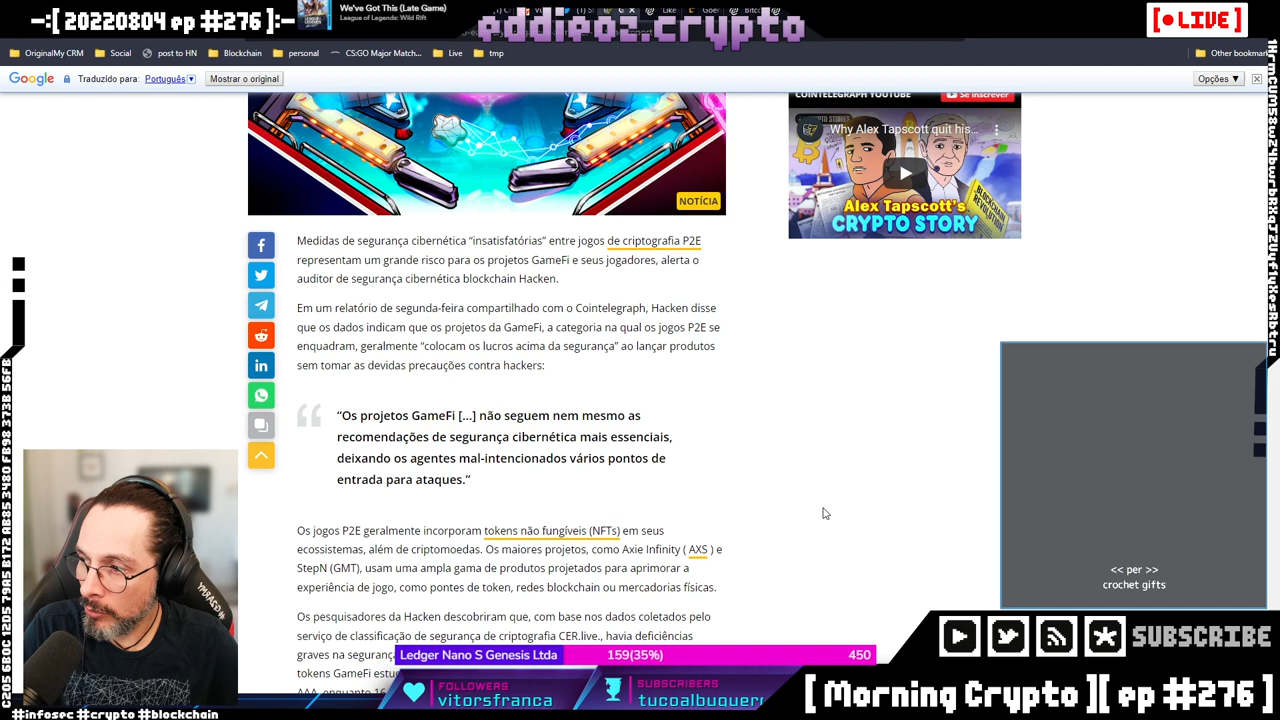 -:[ 20220804 ep #276 ]:-
We've Got This (Late Game)
League of Legends: Wild Rift
eddieoz.crypto
[ ● LIVE ]
OriginalMy CRM
Social
post to HN
Blockchain
personal
CS:GO Major Match...
Live
tmp
Other bookmar
Google
Traduzido para: Português ▼
Mostrar o original
Opções ▼
COINTELEGRAPH YOUTUBE
Se inscrever
Why Alex Tapscott quit his...
BLOCKCHAIN REVOLUTION
ALEX TAPSCOTT'S
CRYPTO STORY
NOTÍCIA
Medidas de segurança cibernética “insatisfatórias” entre jogos de criptografia P2E
representam um grande risco para os projetos GameFi e seus jogadores, alerta o
auditor de segurança cibernética blockchain Hacken.
Em um relatório de segunda-feira compartilhado com o Cointelegraph, Hacken disse
que os dados indicam que os projetos da GameFi, a categoria na qual os jogos P2E se
enquadram, geralmente “colocam os lucros acima da segurança” ao lançar produtos
sem tomar as devidas precauções contra hackers:
“Os projetos GameFi [...] não seguem nem mesmo as
recomendações de segurança cibernética mais essenciais,
deixando os agentes mal-intencionados vários pontos de
entrada para ataques.”
Os jogos P2E geralmente incorporam tokens não fungíveis (NFTs) em seus
ecossistemas, além de criptomoedas. Os maiores projetos, como Axie Infinity ( AXS ) e
StepN (GMT), usam uma ampla gama de produtos projetados para aprimorar a
experiência de jogo, como pontes de token, redes blockchain ou mercadorias físicas.
Os pesquisadores da Hacken descobriram que, com base nos dados coletados pelo
serviço de classificação de segurança de criptografia CER.live., havia deficiências
graves na seguranç
tokens GameFi estu
AAA, enquanto 16
<< per >>
crochet gifts
Ledger Nano S Genesis Ltda
159(35%)
450
FOLLOWERS
vitorsfranca
SUBSCRIBERS
tucoalbuquer
SUBSCRIBE
[ Morning Crypto ][ ep #276 ]
#infosec #crypto #blockchain